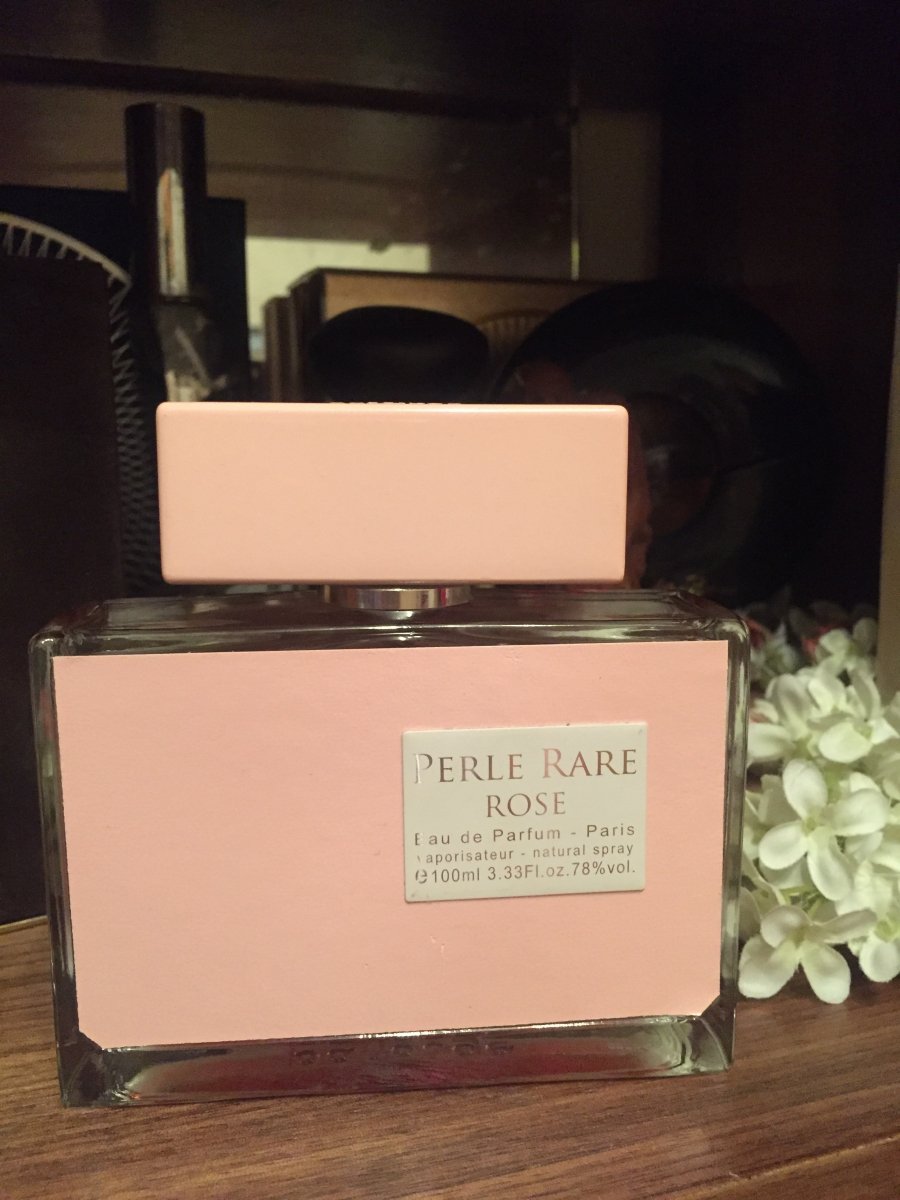 PERLE RARE
ROSE
Eau de Parfum - Paris
vaporisateur - natural spray
℮100ml 3.33Fl.oz.78%vol.